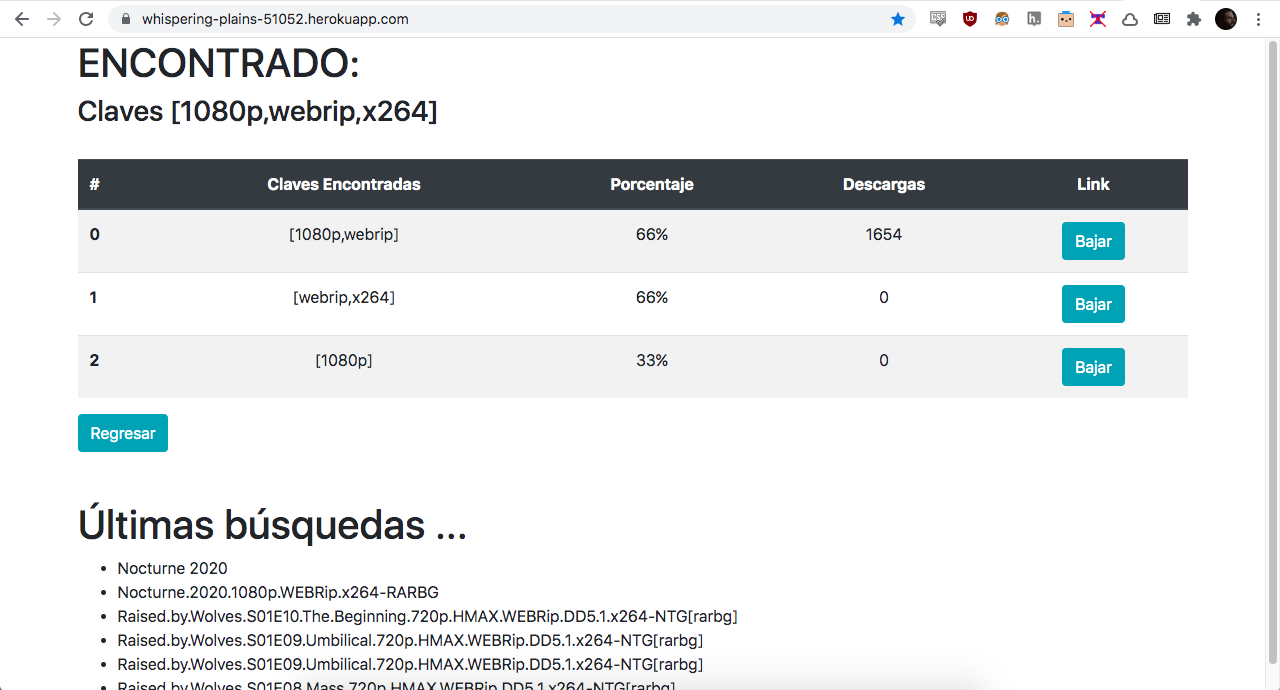 whispering-plains-51052.herokuapp.com
ENCONTRADO:
Claves [1080p,webrip,x264]
# Claves Encontradas Porcentaje Descargas Link
0 [1080p,webrip] 66% 1654 Bajar
1 [webrip,x264] 66% 0 Bajar
2 [1080p] 33% 0 Bajar
Regresar
Últimas búsquedas ...
• Nocturne 2020
• Nocturne.2020.1080p.WEBRip.x264-RARBG
• Raised.by.Wolves.S01E10.The.Beginning.720p.HMAX.WEBRip.DD5.1.x264-NTG[rarbg]
• Raised.by.Wolves.S01E09.Umbilical.720p.HMAX.WEBRip.DD5.1.x264-NTG[rarbg]
• Raised.by.Wolves.S01E09.Umbilical.720p.HMAX.WEBRip.DD5.1.x264-NTG[rarbg]
• Raised.by.Wolves.S01E08.Mass.720p.HMAX.WEBRip.DD5.1.x264-NTG[rarbg]